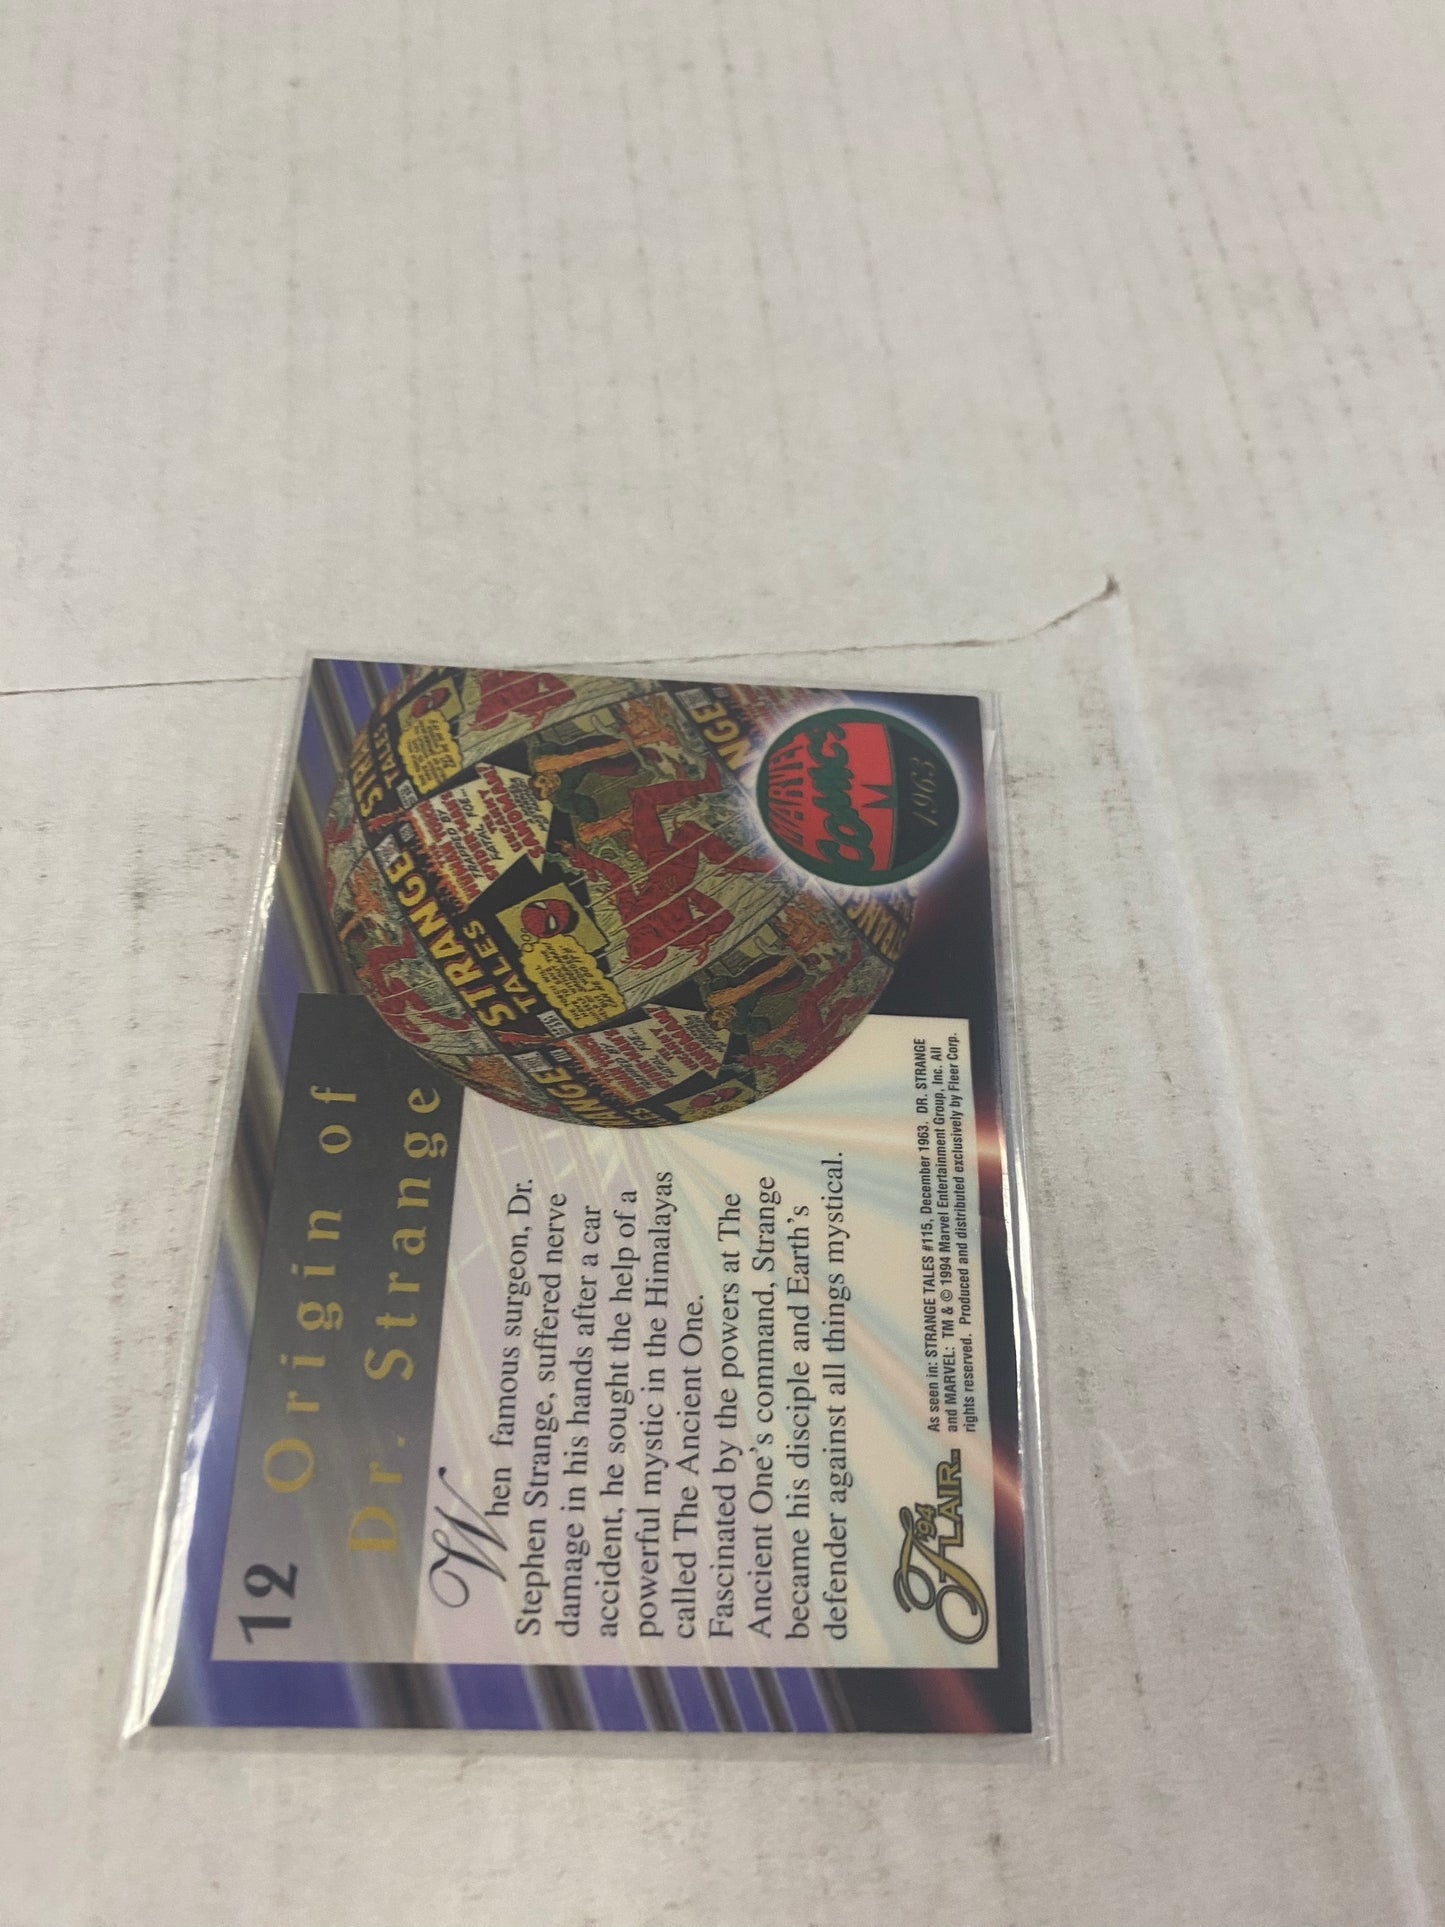 12
Origin of
Dr. Strange
When famous surgeon, Dr.
Stephen Strange, suffered nerve
damage in his hands after a car
accident, he sought the help of a
powerful mystic in the Himalayas
called The Ancient One.
Fascinated by the powers at The
Ancient One's command, Strange
became his disciple and Earth's
defender against all things mystical.
STRANGE
TALES
SANDMAN!
MARVEL
COMICS
M
1963
'94
FLAIR
As seen in: STRANGE TALES #115, December 1963. DR. STRANGE
and MARVEL: TM & © 1994 Marvel Entertainment Group, Inc. All
rights reserved. Produced and distributed exclusively by Fleer Corp.